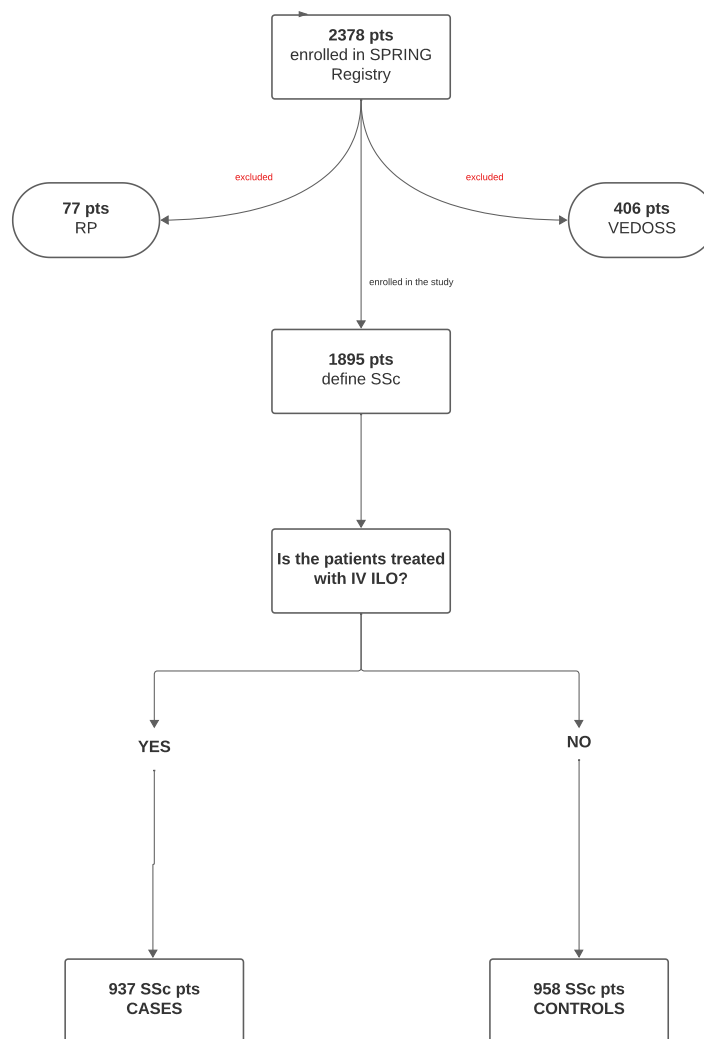 2378 pts
enrolled in SPRING
Registry
excluded
excluded
77 pts
RP
406 pts
VEDOSS
enrolled in the study
1895 pts
define SSc
Is the patients treated
with IV ILO?
YES
NO
937 SSc pts
CASES
958 SSc pts
CONTROLS